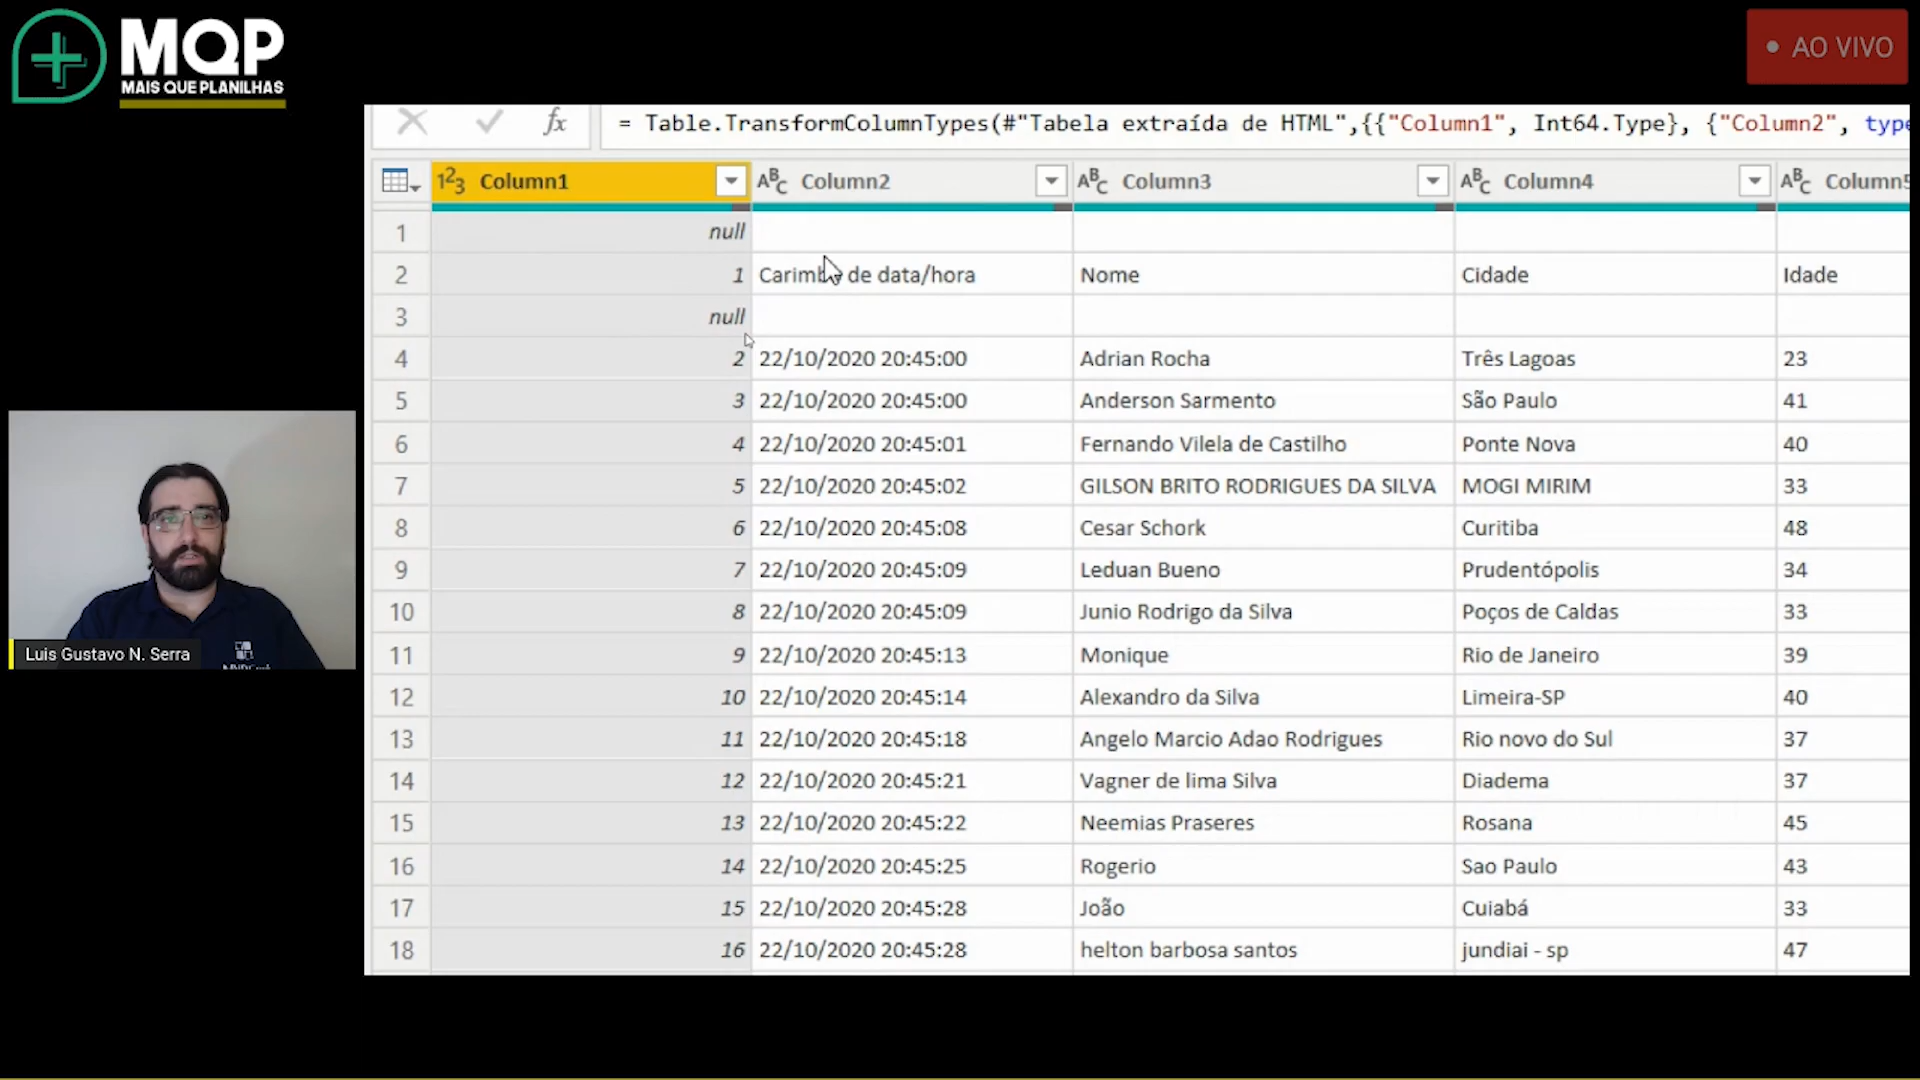 MQP
MAIS QUE PLANILHAS
● AO VIVO
fx = Table.TransformColumnTypes(#"Tabela extraída de HTML",{{"Column1", Int64.Type}, {"Column2", type
1²3 Column1 ABC Column2 ABC Column3 ABC Column4 ABC Column5
1 null
2 1 Carimbo de data/hora Nome Cidade Idade
3 null
4 2 22/10/2020 20:45:00 Adrian Rocha Três Lagoas 23
5 3 22/10/2020 20:45:00 Anderson Sarmento São Paulo 41
6 4 22/10/2020 20:45:01 Fernando Vilela de Castilho Ponte Nova 40
7 5 22/10/2020 20:45:02 GILSON BRITO RODRIGUES DA SILVA MOGI MIRIM 33
8 6 22/10/2020 20:45:08 Cesar Schork Curitiba 48
9 7 22/10/2020 20:45:09 Leduan Bueno Prudentópolis 34
10 8 22/10/2020 20:45:09 Junio Rodrigo da Silva Poços de Caldas 33
11 9 22/10/2020 20:45:13 Monique Rio de Janeiro 39
12 10 22/10/2020 20:45:14 Alexandro da Silva Limeira-SP 40
13 11 22/10/2020 20:45:18 Angelo Marcio Adao Rodrigues Rio novo do Sul 37
14 12 22/10/2020 20:45:21 Vagner de lima Silva Diadema 37
15 13 22/10/2020 20:45:22 Neemias Praseres Rosana 45
16 14 22/10/2020 20:45:25 Rogerio Sao Paulo 43
17 15 22/10/2020 20:45:28 João Cuiabá 33
18 16 22/10/2020 20:45:28 helton barbosa santos jundiai - sp 47
Luis Gustavo N. Serra